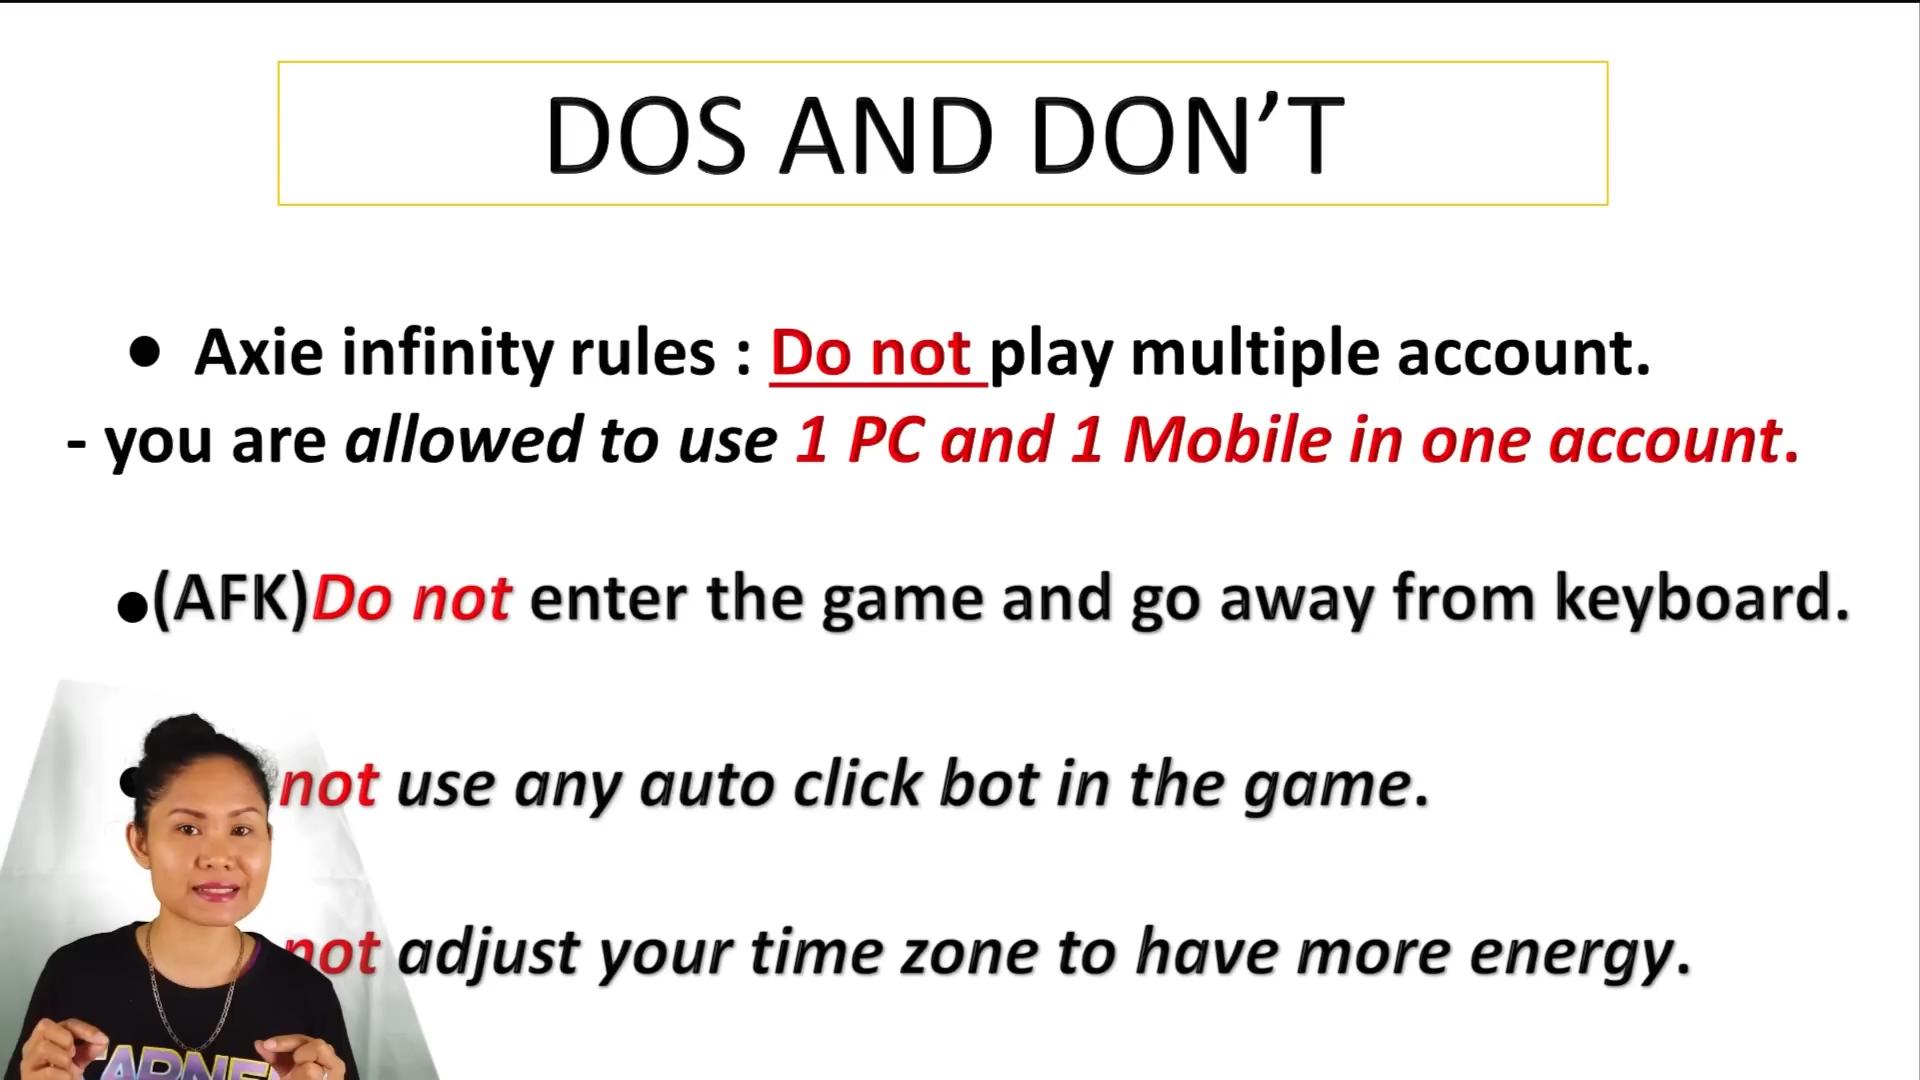 DOS AND DON’T
● Axie infinity rules : Do not play multiple account.
- you are allowed to use 1 PC and 1 Mobile in one account.
●(AFK)Do not enter the game and go away from keyboard.
not use any auto click bot in the game.
not adjust your time zone to have more energy.